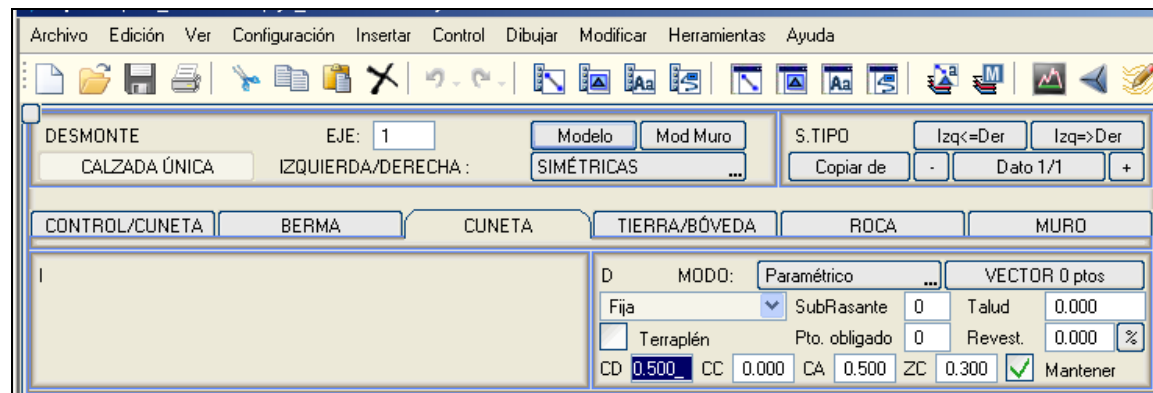 Archivo Edición Ver Configuración Insertar Control Dibujar Modificar Herramientas Ayuda
DESMONTE EJE: 1 Modelo Mod Muro S.TIPO Izq<=Der Izq=>Der
CALZADA ÚNICA IZQUIERDA/DERECHA : SIMÉTRICAS ... Copiar de - Dato 1/1 +
CONTROL/CUNETA BERMA CUNETA TIERRA/BÓVEDA ROCA MURO
I D MODO: Paramétrico ... VECTOR 0 ptos
Fija SubRasante 0 Talud 0.000
Terraplén Pto. obligado 0 Revest. 0.000 %
CD 0.500_ CC 0.000 CA 0.500 ZC 0.300 Mantener